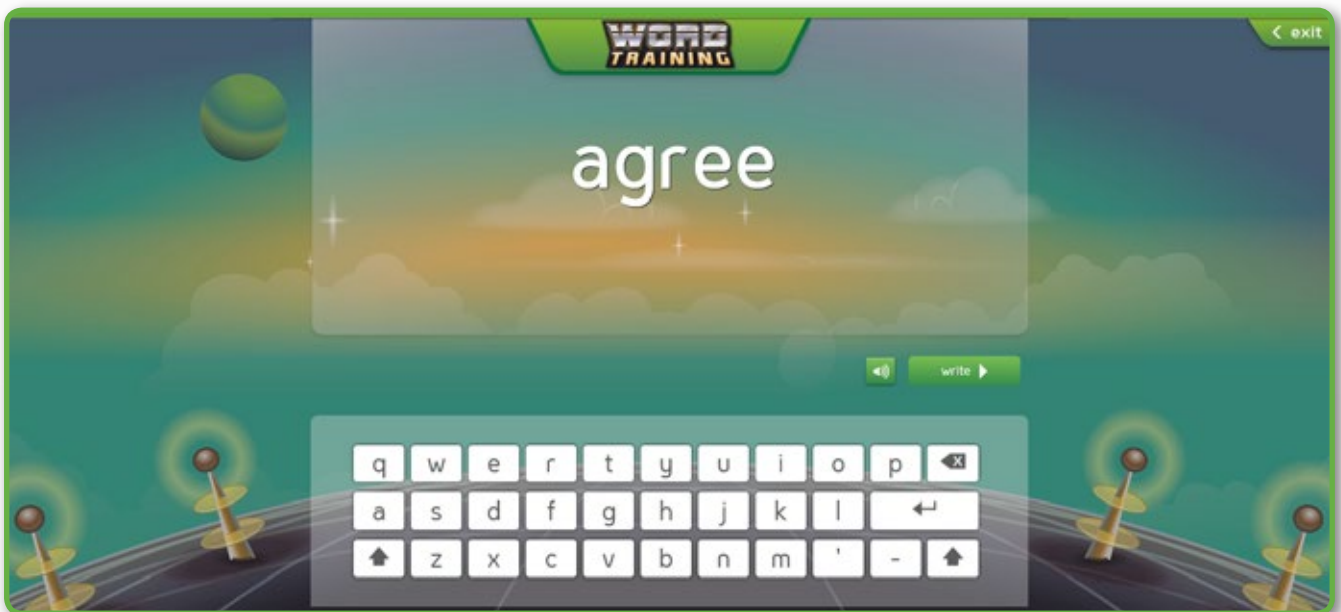 WORD
TRAINING
< exit
agree
write
q w e r t y u i o p
a s d f g h j k l
z x c v b n m ' -